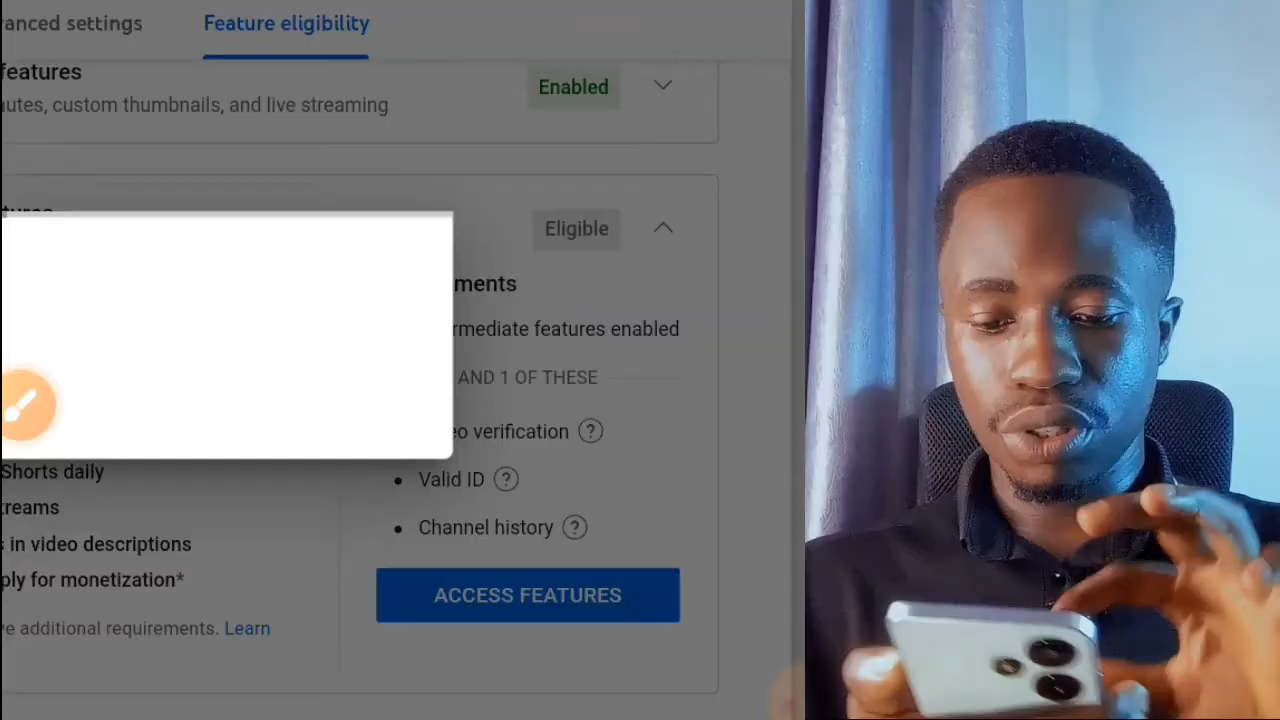 anced settings
Feature eligibility
features
Enabled
utes, custom thumbnails, and live streaming
Eligible
ments
rmediate features enabled
AND 1 OF THESE
eo verification ?
• Valid ID ?
• Channel history ?
Shorts daily
treams
s in video descriptions
ply for monetization*
ve additional requirements. Learn
ACCESS FEATURES